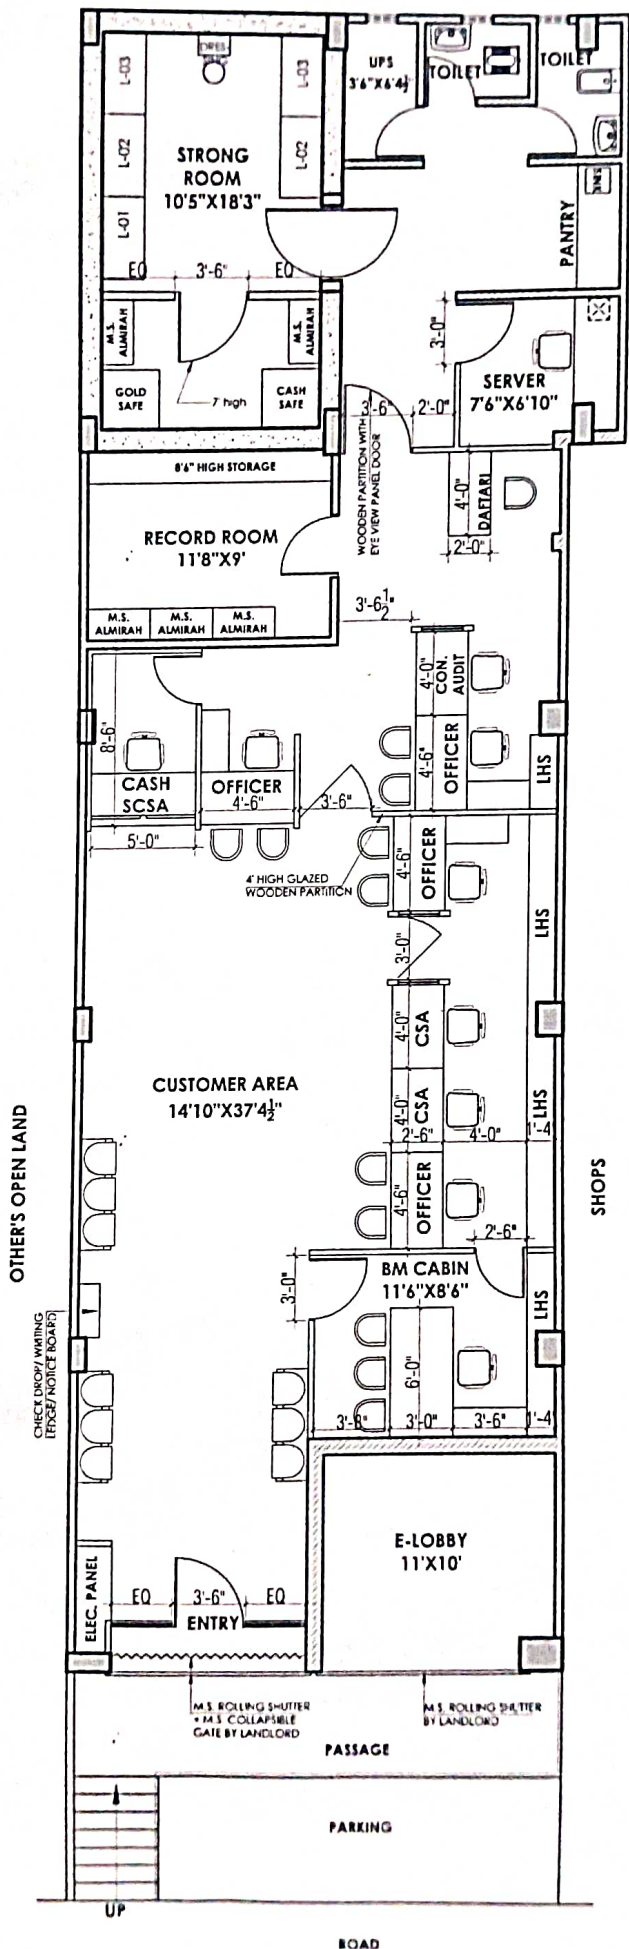 L-03
L-02
L-01
DRES
L-03
L-02
STRONG
ROOM
10'5"X18'3"
EQ
3'-6"
EQ
M.S.
ALMIRAH
M.S.
ALMIRAH
GOLD
SAFE
7' high
CASH
SAFE
UPS
3'6"X6'4½"
TOILET
TOILET
PANTRY
SINK
3'-0"
SERVER
7'6"X6'10"
3'-6"
2'-0"
WOODEN PARTITION WITH
EYE VIEW PANEL DOOR
8'6" HIGH STORAGE
RECORD ROOM
11'8"X9'
M.S.
ALMIRAH
M.S.
ALMIRAH
M.S.
ALMIRAH
4'-0"
DAFTARI
2'-0"
3'-6½"
4'-0"
CON.
AUDIT
4'-6"
OFFICER
LHS
8'-6"
CASH
SCSA
5'-0"
OFFICER
4'-6"
3'-6"
4' HIGH GLAZED
WOODEN PARTITION
4'-6"
OFFICER
LHS
3'-0"
4'-0"
CSA
4'-0"
CSA
LHS
2'-6"
4'-0"
1'-4
4'-6"
OFFICER
CUSTOMER AREA
14'10"X37'4½"
OTHER'S OPEN LAND
SHOPS
2'-6"
3'-0"
BM CABIN
11'6"X8'6"
LHS
6'-0"
3'-8"
3'-0"
3'-6"
1'-4
CHECK DROP/ WRITING
LEDGE/ NOTICE BOARD
E-LOBBY
11'X10'
ELEC. PANEL
EQ
3'-6"
EQ
ENTRY
M.S. ROLLING SHUTTER
+ M.S. COLLAPSIBLE
GATE BY LANDLORD
M.S. ROLLING SHUTTER
BY LANDLORD
PASSAGE
PARKING
UP
ROAD